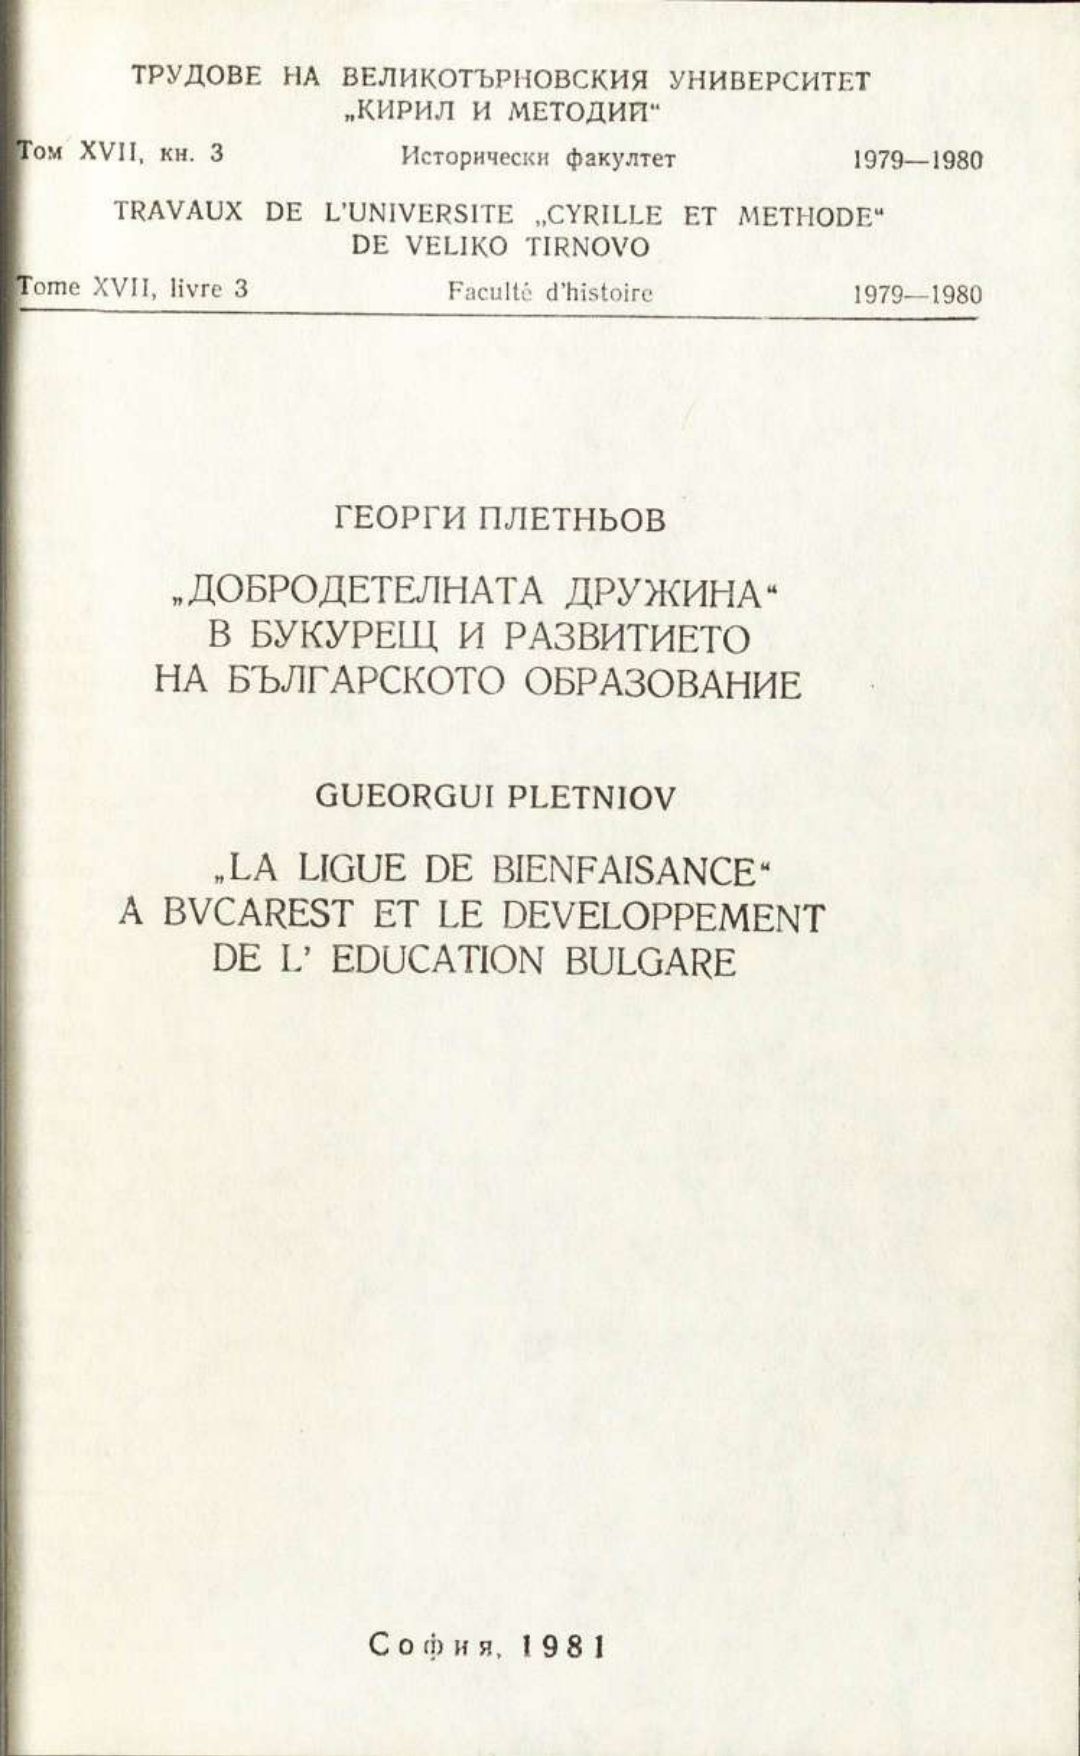 ТРУДОВЕ НА ВЕЛИКОТЪРНОВСКИЯ УНИВЕРСИТЕТ
„КИРИЛ И МЕТОДИЙ“
Том XVII, кн. 3 Исторически факултет 1979—1980
TRAVAUX DE L'UNIVERSITE „CYRILLE ET METHODE“
DE VELIKO TIRNOVO
Tome XVII, livre 3 Faculté d'histoire 1979—1980
ГЕОРГИ ПЛЕТНЬОВ
„ДОБРОДЕТЕЛНАТА ДРУЖИНА“
В БУКУРЕЩ И РАЗВИТИЕТО
НА БЪЛГАРСКОТО ОБРАЗОВАНИЕ
GUEORGUI PLETNIOV
„LA LIGUE DE BIENFAISANCE“
A BVCAREST ET LE DEVELOPPEMENT
DE L' EDUCATION BULGARE
София, 1981